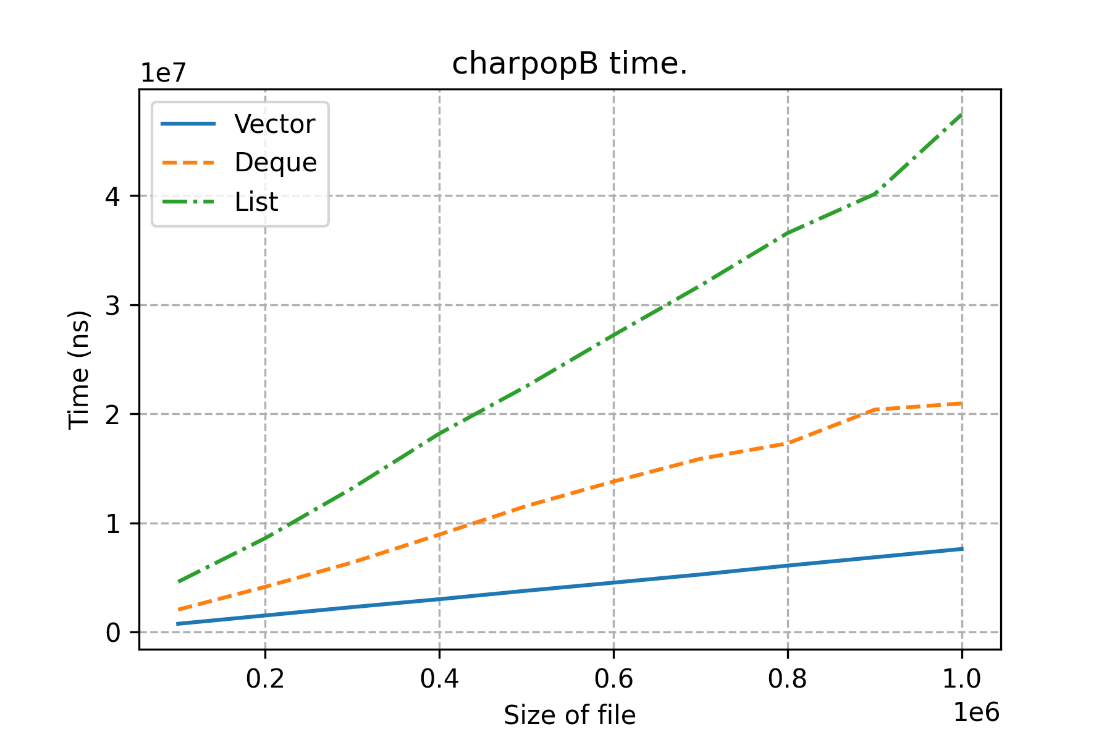 charpopB time.
1e7
Vector
Deque
List
4
3
2
1
0
Time (ns)
0.2 0.4 0.6 0.8 1.0
Size of file
1e6